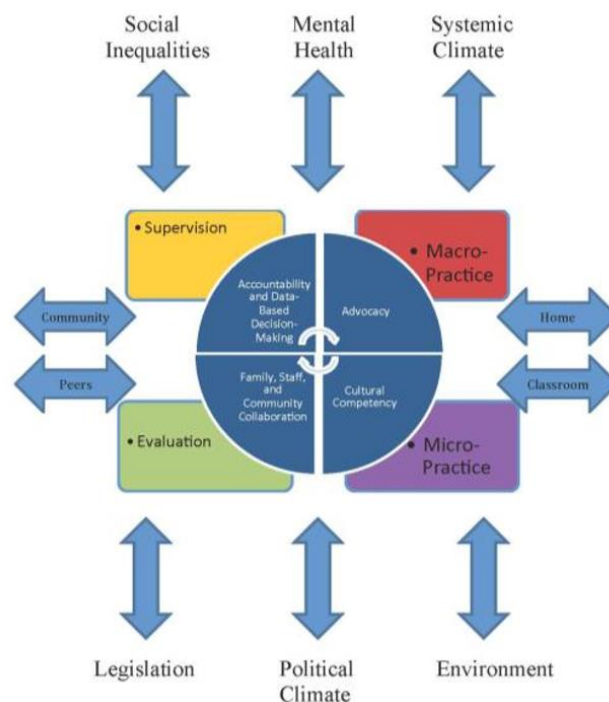 Social
Inequalities
Mental
Health
Systemic
Climate
• Supervision
• Macro-
Practice
Accountability
and Data-
Based
Decision-
Making
Advocacy
Community
Home
Peers
Classroom
Family, Staff,
and
Community
Collaboration
Cultural
Competency
• Evaluation
• Micro-
Practice
Legislation
Political
Climate
Environment